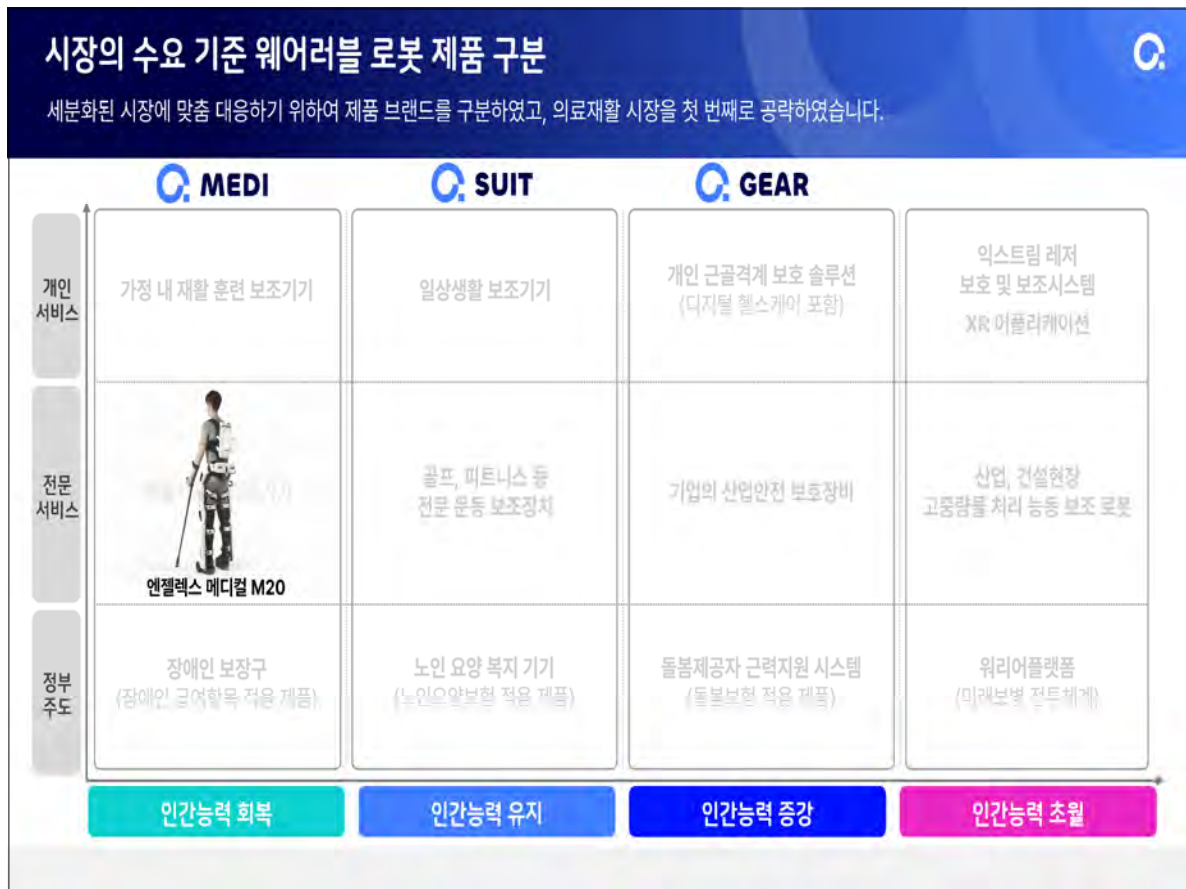 시장의 수요 기준 웨어러블 로봇 제품 구분
세분화된 시장에 맞춤 대응하기 위하여 제품 브랜드를 구분하였고, 의료재활 시장을 첫 번째로 공략하였습니다.
MEDI
SUIT
GEAR
개인
서비스
가정 내 재활 훈련 보조기기
일상생활 보조기기
개인 근골격계 보호 솔루션
(디지털 헬스케어 포함)
익스트림 레저
보호 및 보조시스템
XR 어플리케이션
전문
서비스
엔젤렉스 메디컬 M20
골프, 피트니스 등
전문 운동 보조장치
기업의 산업안전 보호장비
산업, 건설현장
고중량물 처리 능동 보조 로봇
정부
주도
장애인 보장구
(장애인 급여항목 적용 제품)
노인 요양 복지 기기
(노인요양보험 적용 제품)
돌봄제공자 근력지원 시스템
(돌봄보험 적용 제품)
워리어플랫폼
(미래보병 전투체계)
인간능력 회복
인간능력 유지
인간능력 증강
인간능력 초월